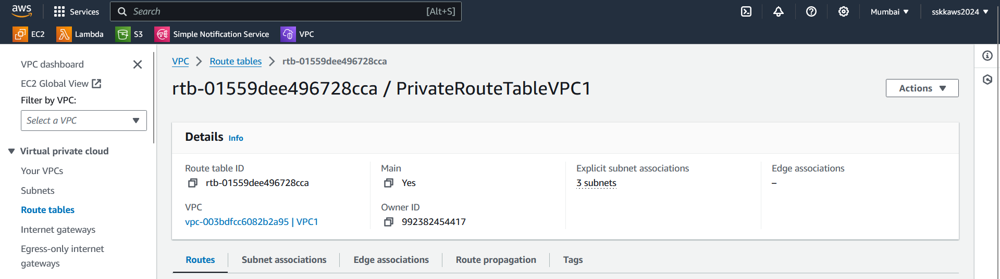 aws
Services
Search
[Alt+S]
Mumbai ▼
sskkaws2024 ▼
EC2
Lambda
S3
Simple Notification Service
VPC
VPC dashboard
EC2 Global View
Filter by VPC:
Select a VPC
Virtual private cloud
Your VPCs
Subnets
Route tables
Internet gateways
Egress-only internet
gateways
VPC > Route tables > rtb-01559dee496728cca
rtb-01559dee496728cca / PrivateRouteTableVPC1
Actions ▼
Details Info
Route table ID
rtb-01559dee496728cca
Main
Yes
Explicit subnet associations
3 subnets
Edge associations
–
VPC
vpc-003bdfcc6082b2a95 | VPC1
Owner ID
992382454417
Routes
Subnet associations
Edge associations
Route propagation
Tags